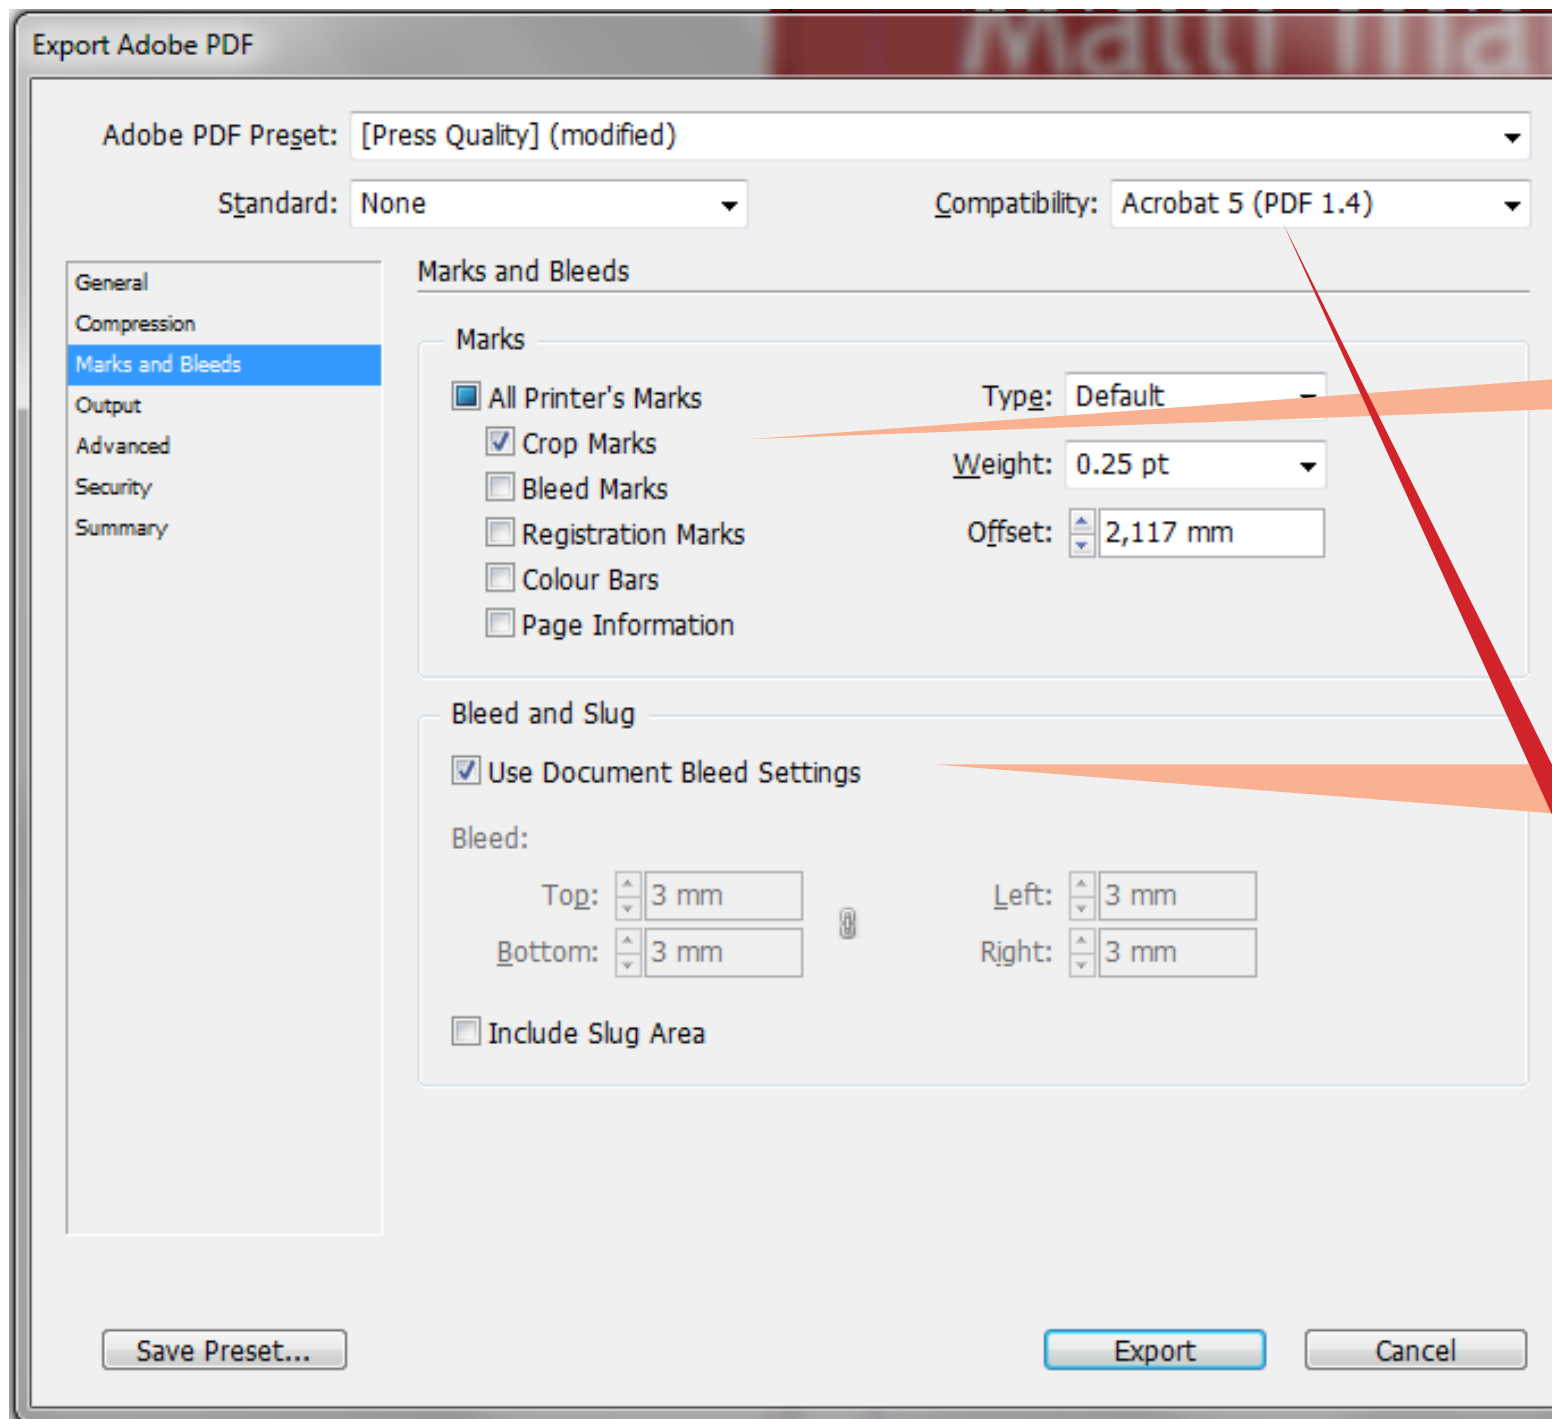 Export Adobe PDF
Adobe PDF Preset: [Press Quality] (modified)
Standard: None Compatibility: Acrobat 5 (PDF 1.4)
General
Compression
Marks and Bleeds
Output
Advanced
Security
Summary
Marks and Bleeds
Marks
All Printer's Marks
Crop Marks
Bleed Marks
Registration Marks
Colour Bars
Page Information
Type: Default
Weight: 0.25 pt
Offset: 2,117 mm
Bleed and Slug
Use Document Bleed Settings
Bleed:
Top: 3 mm Left: 3 mm
Bottom: 3 mm Right: 3 mm
Include Slug Area
Save Preset... Export Cancel